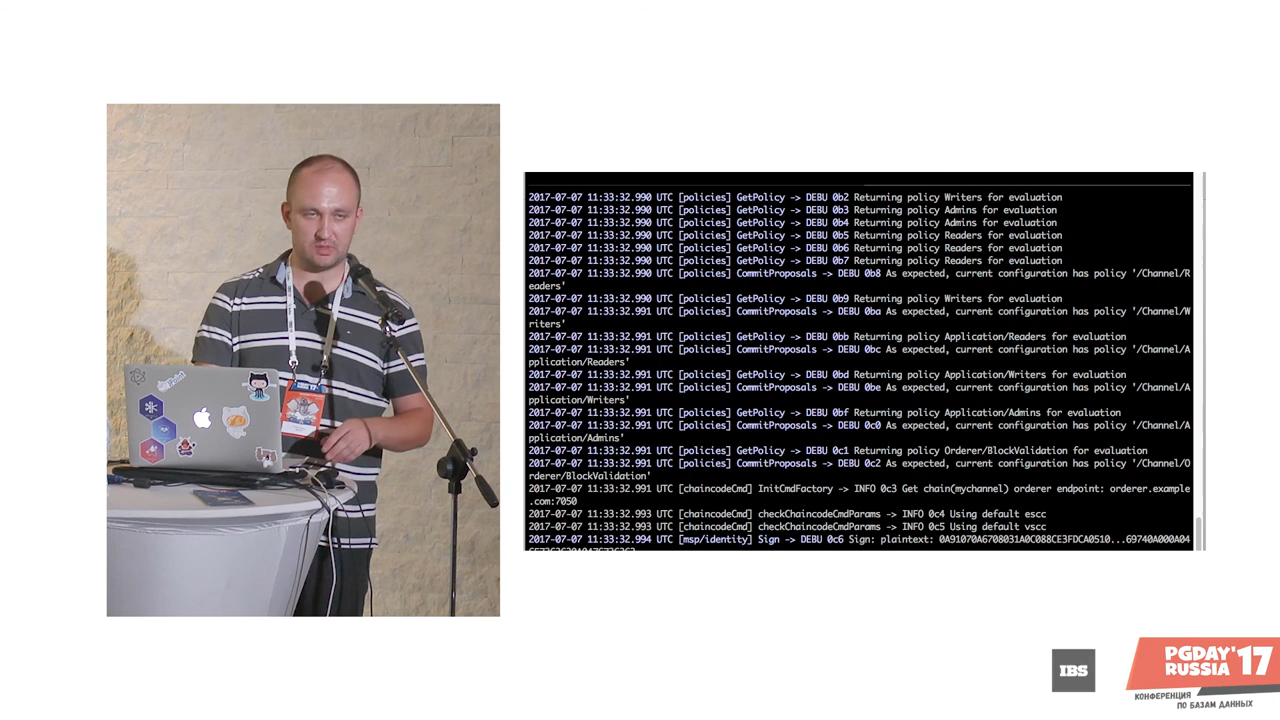 2017-07-07 11:33:32.990 UTC [policies] GetPolicy -> DEBU 0b2 Returning policy Writers for evaluation
2017-07-07 11:33:32.990 UTC [policies] GetPolicy -> DEBU 0b3 Returning policy Admins for evaluation
2017-07-07 11:33:32.990 UTC [policies] GetPolicy -> DEBU 0b4 Returning policy Admins for evaluation
2017-07-07 11:33:32.990 UTC [policies] GetPolicy -> DEBU 0b5 Returning policy Readers for evaluation
2017-07-07 11:33:32.990 UTC [policies] GetPolicy -> DEBU 0b6 Returning policy Readers for evaluation
2017-07-07 11:33:32.990 UTC [policies] GetPolicy -> DEBU 0b7 Returning policy Readers for evaluation
2017-07-07 11:33:32.990 UTC [policies] CommitProposals -> DEBU 0b8 As expected, current configuration has policy '/Channel/R
eaders'
2017-07-07 11:33:32.990 UTC [policies] GetPolicy -> DEBU 0b9 Returning policy Writers for evaluation
2017-07-07 11:33:32.991 UTC [policies] CommitProposals -> DEBU 0ba As expected, current configuration has policy '/Channel/W
riters'
2017-07-07 11:33:32.991 UTC [policies] GetPolicy -> DEBU 0bb Returning policy Application/Readers for evaluation
2017-07-07 11:33:32.991 UTC [policies] CommitProposals -> DEBU 0bc As expected, current configuration has policy '/Channel/A
pplication/Readers'
2017-07-07 11:33:32.991 UTC [policies] GetPolicy -> DEBU 0bd Returning policy Application/Writers for evaluation
2017-07-07 11:33:32.991 UTC [policies] CommitProposals -> DEBU 0be As expected, current configuration has policy '/Channel/A
pplication/Writers'
2017-07-07 11:33:32.991 UTC [policies] GetPolicy -> DEBU 0bf Returning policy Application/Admins for evaluation
2017-07-07 11:33:32.991 UTC [policies] CommitProposals -> DEBU 0c0 As expected, current configuration has policy '/Channel/A
pplication/Admins'
2017-07-07 11:33:32.991 UTC [policies] GetPolicy -> DEBU 0c1 Returning policy Orderer/BlockValidation for evaluation
2017-07-07 11:33:32.991 UTC [policies] CommitProposals -> DEBU 0c2 As expected, current configuration has policy '/Channel/O
rderer/BlockValidation'
2017-07-07 11:33:32.991 UTC [chaincodeCmd] InitCmdFactory -> INFO 0c3 Get chain(mychannel) orderer endpoint: orderer.example
.com:7050
2017-07-07 11:33:32.993 UTC [chaincodeCmd] checkChaincodeCmdParams -> INFO 0c4 Using default escc
2017-07-07 11:33:32.993 UTC [chaincodeCmd] checkChaincodeCmdParams -> INFO 0c5 Using default vscc
2017-07-07 11:33:32.994 UTC [msp/identity] Sign -> DEBU 0c6 Sign: plaintext: 0A91070A6708031A0C088CE3FDCA0510...69740A000A04
IBS
PGDAY'17
RUSSIA
КОНФЕРЕНЦИЯ
ПО БАЗАМ ДАННЫХ